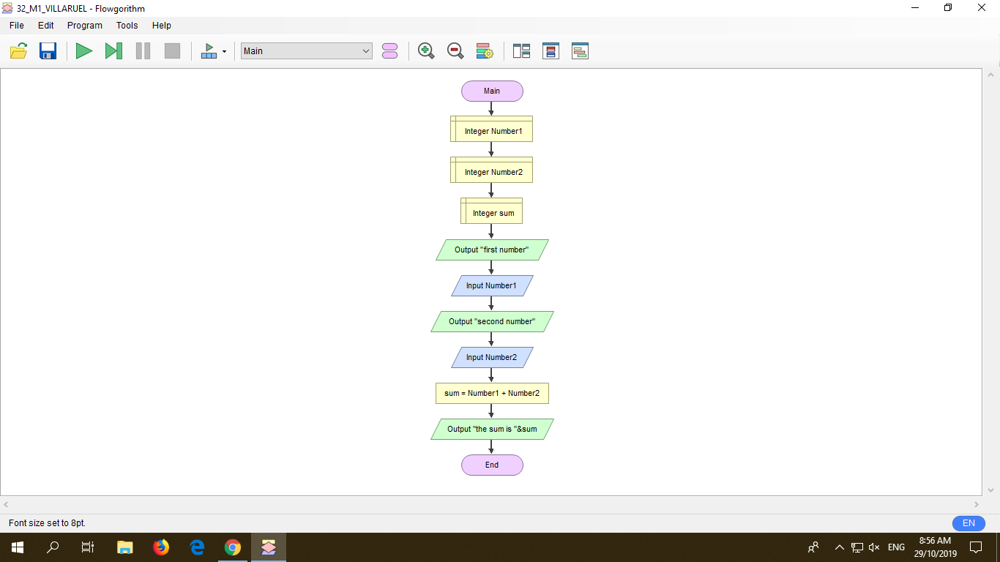 32_M1_VILLARUEL - Flowgorithm
File Edit Program Tools Help
Main
Main
Integer Number1
Integer Number2
Integer sum
Output "first number"
Input Number1
Output "second number"
Input Number2
sum = Number1 + Number2
Output "the sum is "&sum
End
Font size set to 8pt.
EN
ENG
8:56 AM
29/10/2019